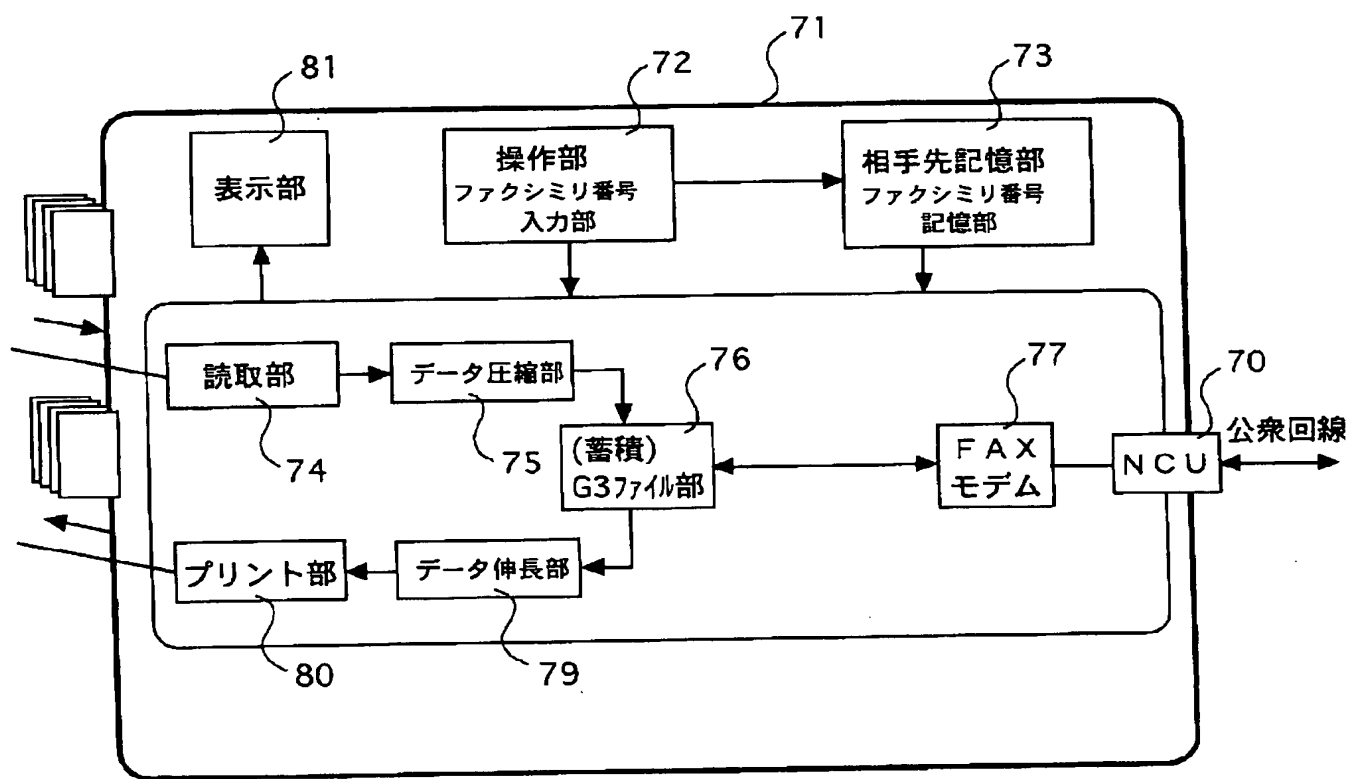 71
81
72
73
表示部
操作部
ファクシミリ番号
入力部
相手先記憶部
ファクシミリ番号
記憶部
読取部
データ圧縮部
76
77
70
74
75
(蓄積)
G3ファイル部
FAX
モデム
NCU
公衆回線
プリント部
データ伸長部
80
79